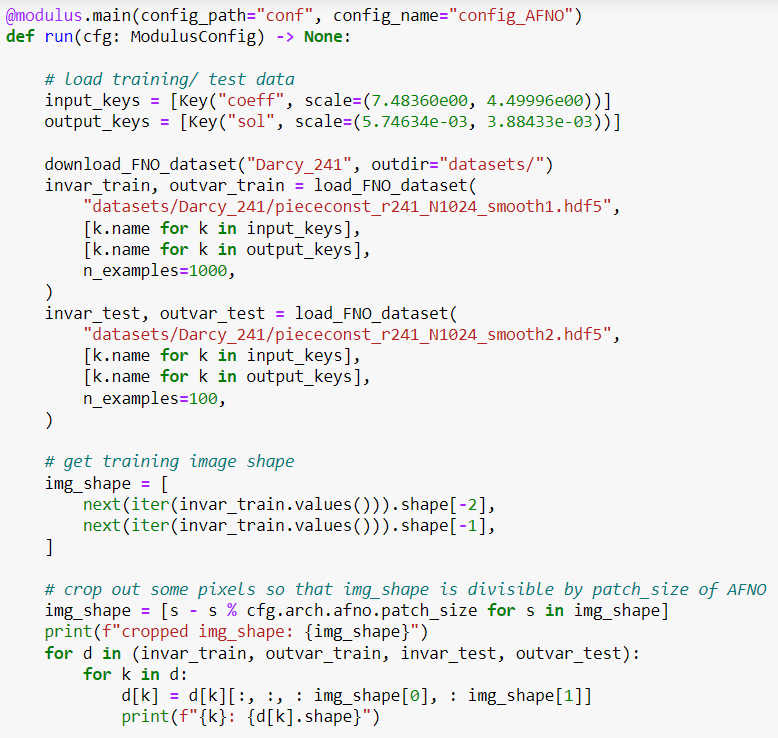 @modulus.main(config_path="conf", config_name="config_AFNO")
def run(cfg: ModulusConfig) -> None:

    # load training/ test data
    input_keys = [Key("coeff", scale=(7.48360e00, 4.49996e00))]
    output_keys = [Key("sol", scale=(5.74634e-03, 3.88433e-03))]

    download_FNO_dataset("Darcy_241", outdir="datasets/")
    invar_train, outvar_train = load_FNO_dataset(
        "datasets/Darcy_241/piececonst_r241_N1024_smooth1.hdf5",
        [k.name for k in input_keys],
        [k.name for k in output_keys],
        n_examples=1000,
    )
    invar_test, outvar_test = load_FNO_dataset(
        "datasets/Darcy_241/piececonst_r241_N1024_smooth2.hdf5",
        [k.name for k in input_keys],
        [k.name for k in output_keys],
        n_examples=100,
    )

    # get training image shape
    img_shape = [
        next(iter(invar_train.values())).shape[-2],
        next(iter(invar_train.values())).shape[-1],
    ]

    # crop out some pixels so that img_shape is divisible by patch_size of AFNO
    img_shape = [s - s % cfg.arch.afno.patch_size for s in img_shape]
    print(f"cropped img_shape: {img_shape}")
    for d in (invar_train, outvar_train, invar_test, outvar_test):
        for k in d:
            d[k] = d[k][:, :, : img_shape[0], : img_shape[1]]
            print(f"{k}: {d[k].shape}")